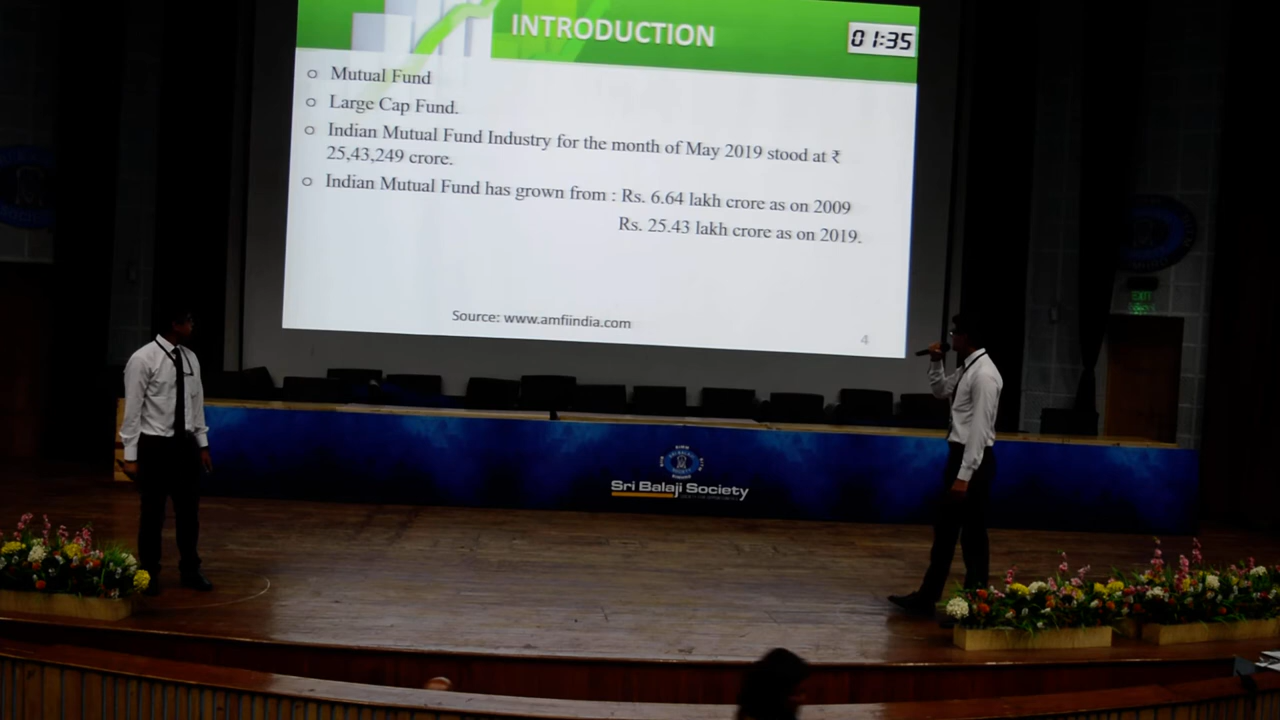 INTRODUCTION
01:35
o Mutual Fund
o Large Cap Fund.
o Indian Mutual Fund Industry for the month of May 2019 stood at ₹
25,43,249 crore.
o Indian Mutual Fund has grown from : Rs. 6.64 lakh crore as on 2009
Rs. 25.43 lakh crore as on 2019.
Source: www.amfiindia.com
4
EXIT
Sri Balaji Society